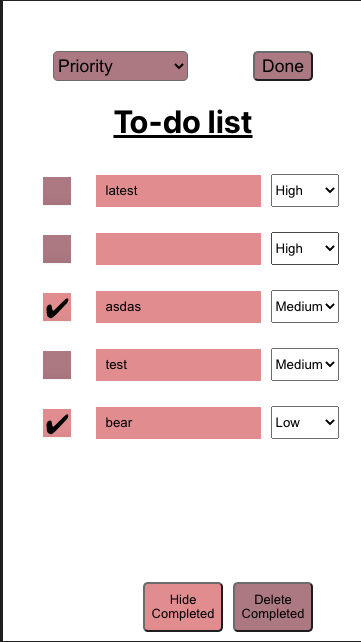 Priority
Done
To-do list
latest
High
High
asdas
Medium
test
Medium
bear
Low
Hide
Completed
Delete
Completed